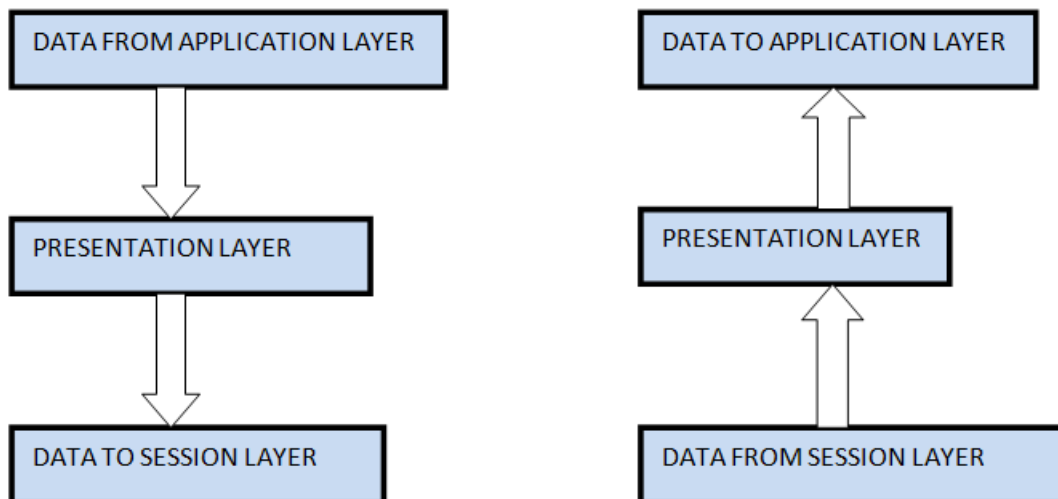 DATA FROM APPLICATION LAYER
PRESENTATION LAYER
DATA TO SESSION LAYER
DATA TO APPLICATION LAYER
PRESENTATION LAYER
DATA FROM SESSION LAYER